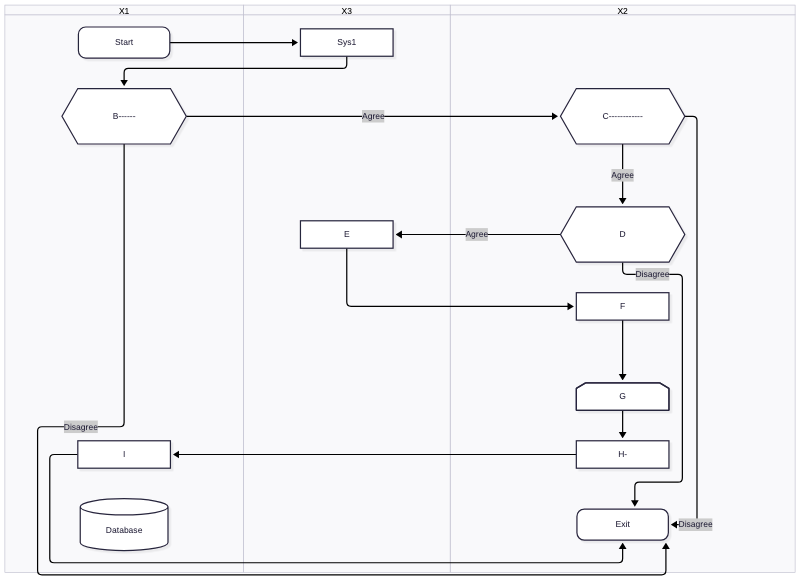 X1
X3
X2
Start
Sys1
B------
Agree
C------------
Agree
E
Agree
D
Disagree
F
G
Disagree
I
H-
Database
Exit
Disagree